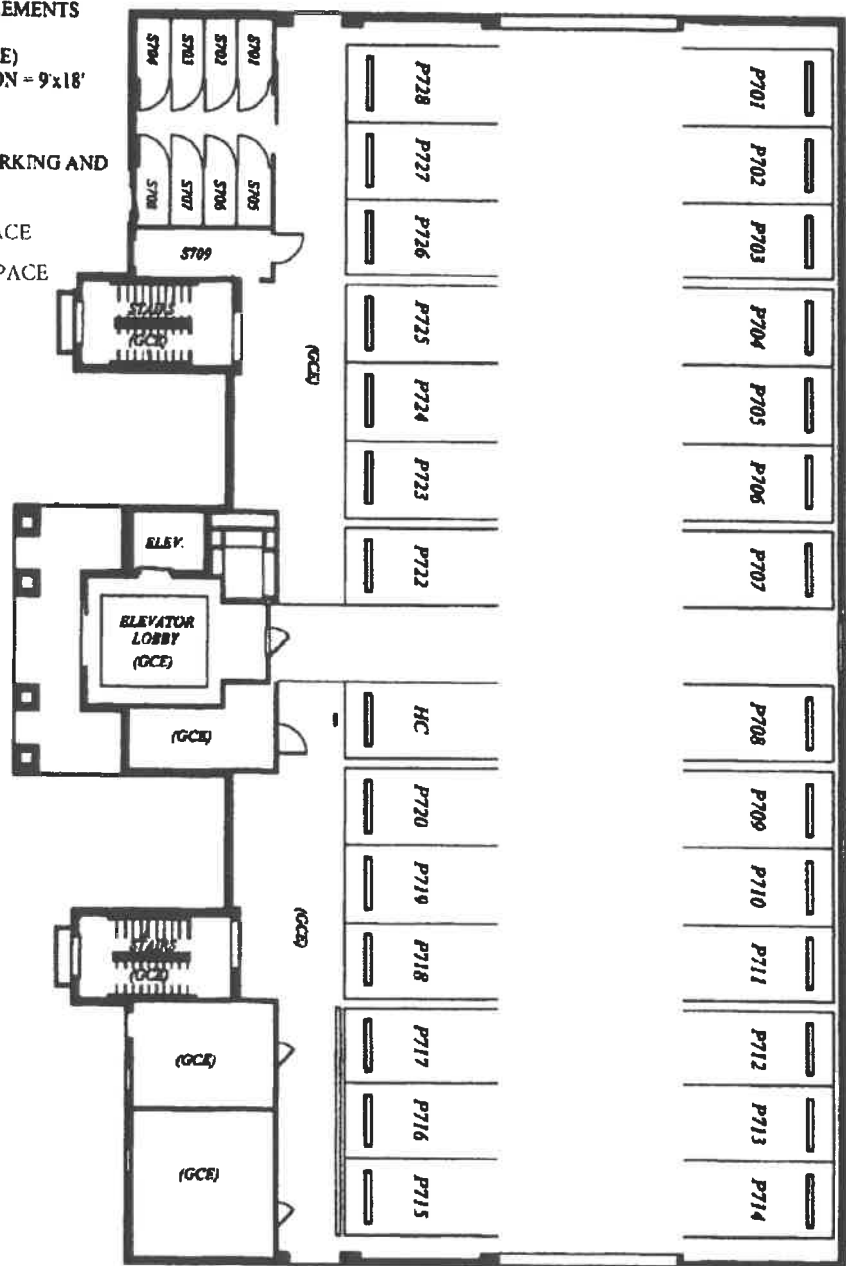 EMENTS
E)
ON = 9'x18'
RKING AND
ACE
PACE
S704
S703
S702
S701
S708
S707
S706
S705
S709
STAIRS
(GCE)
(GCE)
ELEV.
ELEVATOR
LOBBY
(GCE)
(GCE)
(GCE)
STAIRS
(GCE)
(GCE)
(GCE)
P728
P727
P726
P725
P724
P723
P722
HC
P720
P719
P718
P717
P716
P715
P701
P702
P703
P704
P705
P706
P707
P708
P709
P710
P711
P712
P713
P714